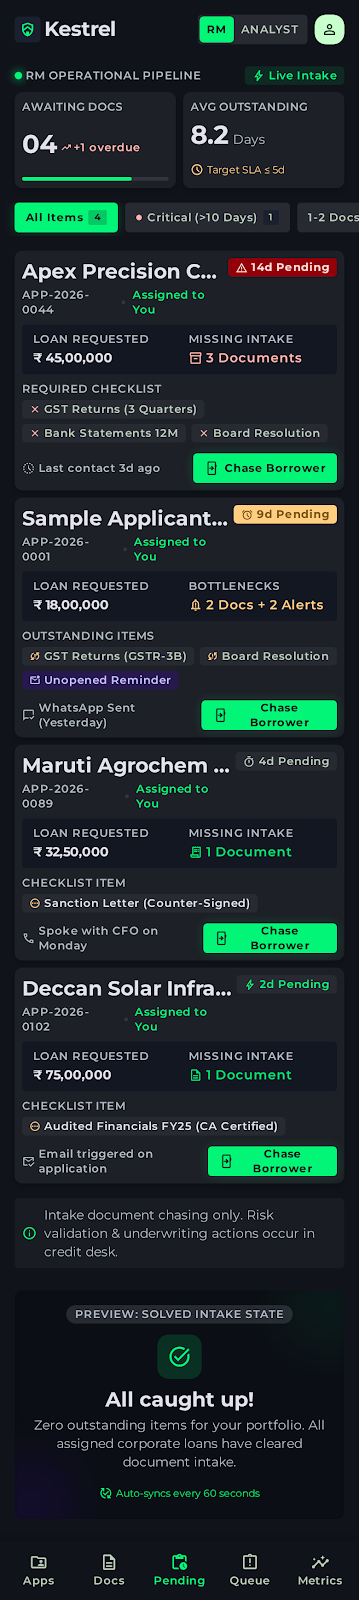 Kestrel
RM ANALYST
RM OPERATIONAL PIPELINE
Live Intake
AWAITING DOCS
04 +1 overdue
AVG OUTSTANDING
8.2 Days
Target SLA ≤ 5d
All Items 4
Critical (>10 Days) 1
1-2 Docs
Apex Precision C...
14d Pending
APP-2026-
0044
Assigned to
You
LOAN REQUESTED
₹ 45,00,000
MISSING INTAKE
3 Documents
REQUIRED CHECKLIST
GST Returns (3 Quarters)
Bank Statements 12M
Board Resolution
Last contact 3d ago
Chase Borrower
Sample Applicant...
9d Pending
APP-2026-
0001
Assigned to
You
LOAN REQUESTED
₹ 18,00,000
BOTTLENECKS
2 Docs + 2 Alerts
OUTSTANDING ITEMS
GST Returns (GSTR-3B)
Board Resolution
Unopened Reminder
WhatsApp Sent
(Yesterday)
Chase
Borrower
Maruti Agrochem ...
4d Pending
APP-2026-
0089
Assigned to
You
LOAN REQUESTED
₹ 32,50,000
MISSING INTAKE
1 Document
CHECKLIST ITEM
Sanction Letter (Counter-Signed)
Spoke with CFO on
Monday
Chase
Borrower
Deccan Solar Infra...
2d Pending
APP-2026-
0102
Assigned to
You
LOAN REQUESTED
₹ 75,00,000
MISSING INTAKE
1 Document
CHECKLIST ITEM
Audited Financials FY25 (CA Certified)
Email triggered on
application
Chase
Borrower
Intake document chasing only. Risk
validation & underwriting actions occur in
credit desk.
PREVIEW: SOLVED INTAKE STATE
All caught up!
Zero outstanding items for your portfolio. All
assigned corporate loans have cleared
document intake.
Auto-syncs every 60 seconds
Apps
Docs
Pending
Queue
Metrics